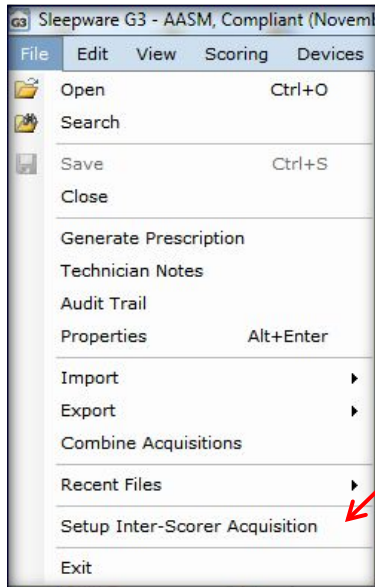 G3 Sleepware G3 - AASM, Compliant (Novemb
File Edit View Scoring Devices
Open Ctrl+O
Search
Save Ctrl+S
Close
Generate Prescription
Technician Notes
Audit Trail
Properties Alt+Enter
Import
Export
Combine Acquisitions
Recent Files
Setup Inter-Scorer Acquisition
Exit